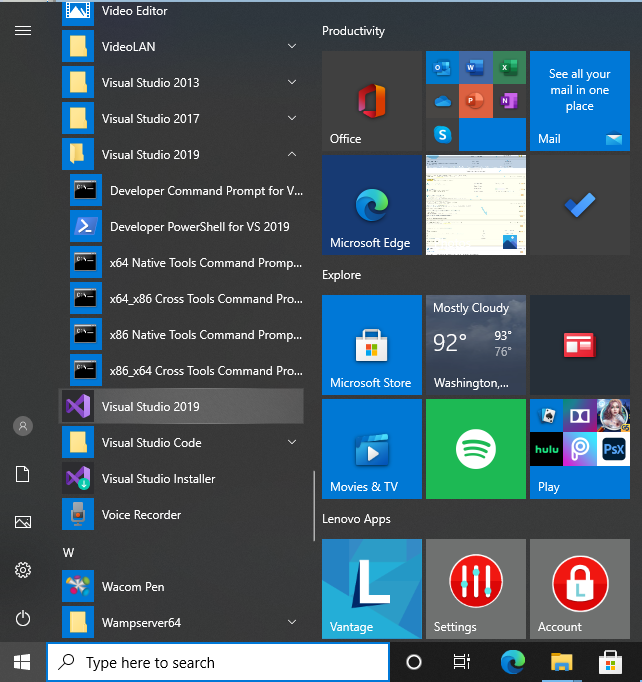 Video Editor
VideoLAN
Visual Studio 2013
Visual Studio 2017
Visual Studio 2019
Developer Command Prompt for V...
Developer PowerShell for VS 2019
x64 Native Tools Command Promp...
x64_x86 Cross Tools Command Pro...
x86 Native Tools Command Promp...
x86_x64 Cross Tools Command Pro...
Visual Studio 2019
Visual Studio Code
Visual Studio Installer
Voice Recorder
W
Wacom Pen
Wampserver64
Productivity
Office
See all your
mail in one
place
Mail
Microsoft Edge
Explore
Microsoft Store
Mostly Cloudy
92°
93°
76°
Washington,...
Movies & TV
hulu
PsX
Play
Lenovo Apps
L
Vantage
Settings
Account
Type here to search